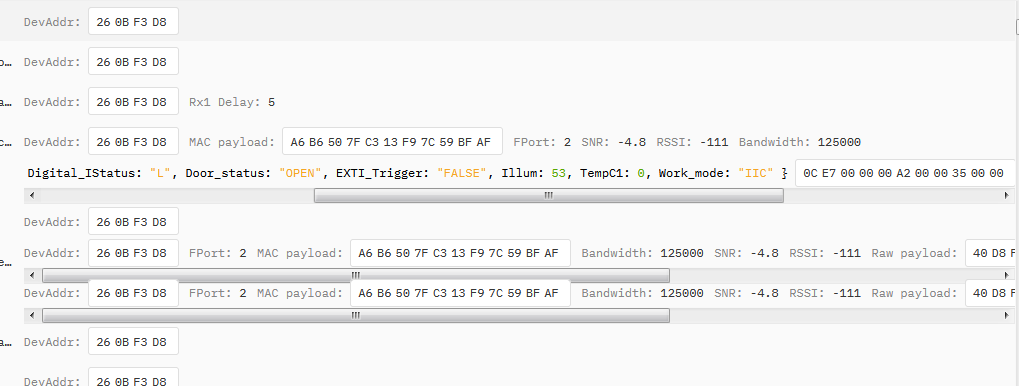 DevAddr: 26 0B F3 D8
o… DevAddr: 26 0B F3 D8
a… DevAddr: 26 0B F3 D8 Rx1 Delay: 5
c… DevAddr: 26 0B F3 D8 MAC payload: A6 B6 50 7F C3 13 F9 7C 59 BF AF FPort: 2 SNR: -4.8 RSSI: -111 Bandwidth: 125000
Digital_IStatus: "L", Door_status: "OPEN", EXTI_Trigger: "FALSE", Illum: 53, TempC1: 0, Work_mode: "IIC" } 0C E7 00 00 00 A2 00 00 35 00 00
DevAddr: 26 0B F3 D8
e… DevAddr: 26 0B F3 D8 FPort: 2 MAC payload: A6 B6 50 7F C3 13 F9 7C 59 BF AF Bandwidth: 125000 SNR: -4.8 RSSI: -111 Raw payload: 40 D8 F
DevAddr: 26 0B F3 D8 FPort: 2 MAC payload: A6 B6 50 7F C3 13 F9 7C 59 BF AF Bandwidth: 125000 SNR: -4.8 RSSI: -111 Raw payload: 40 D8 F
a… DevAddr: 26 0B F3 D8
DevAddr: 26 0B F3 D8